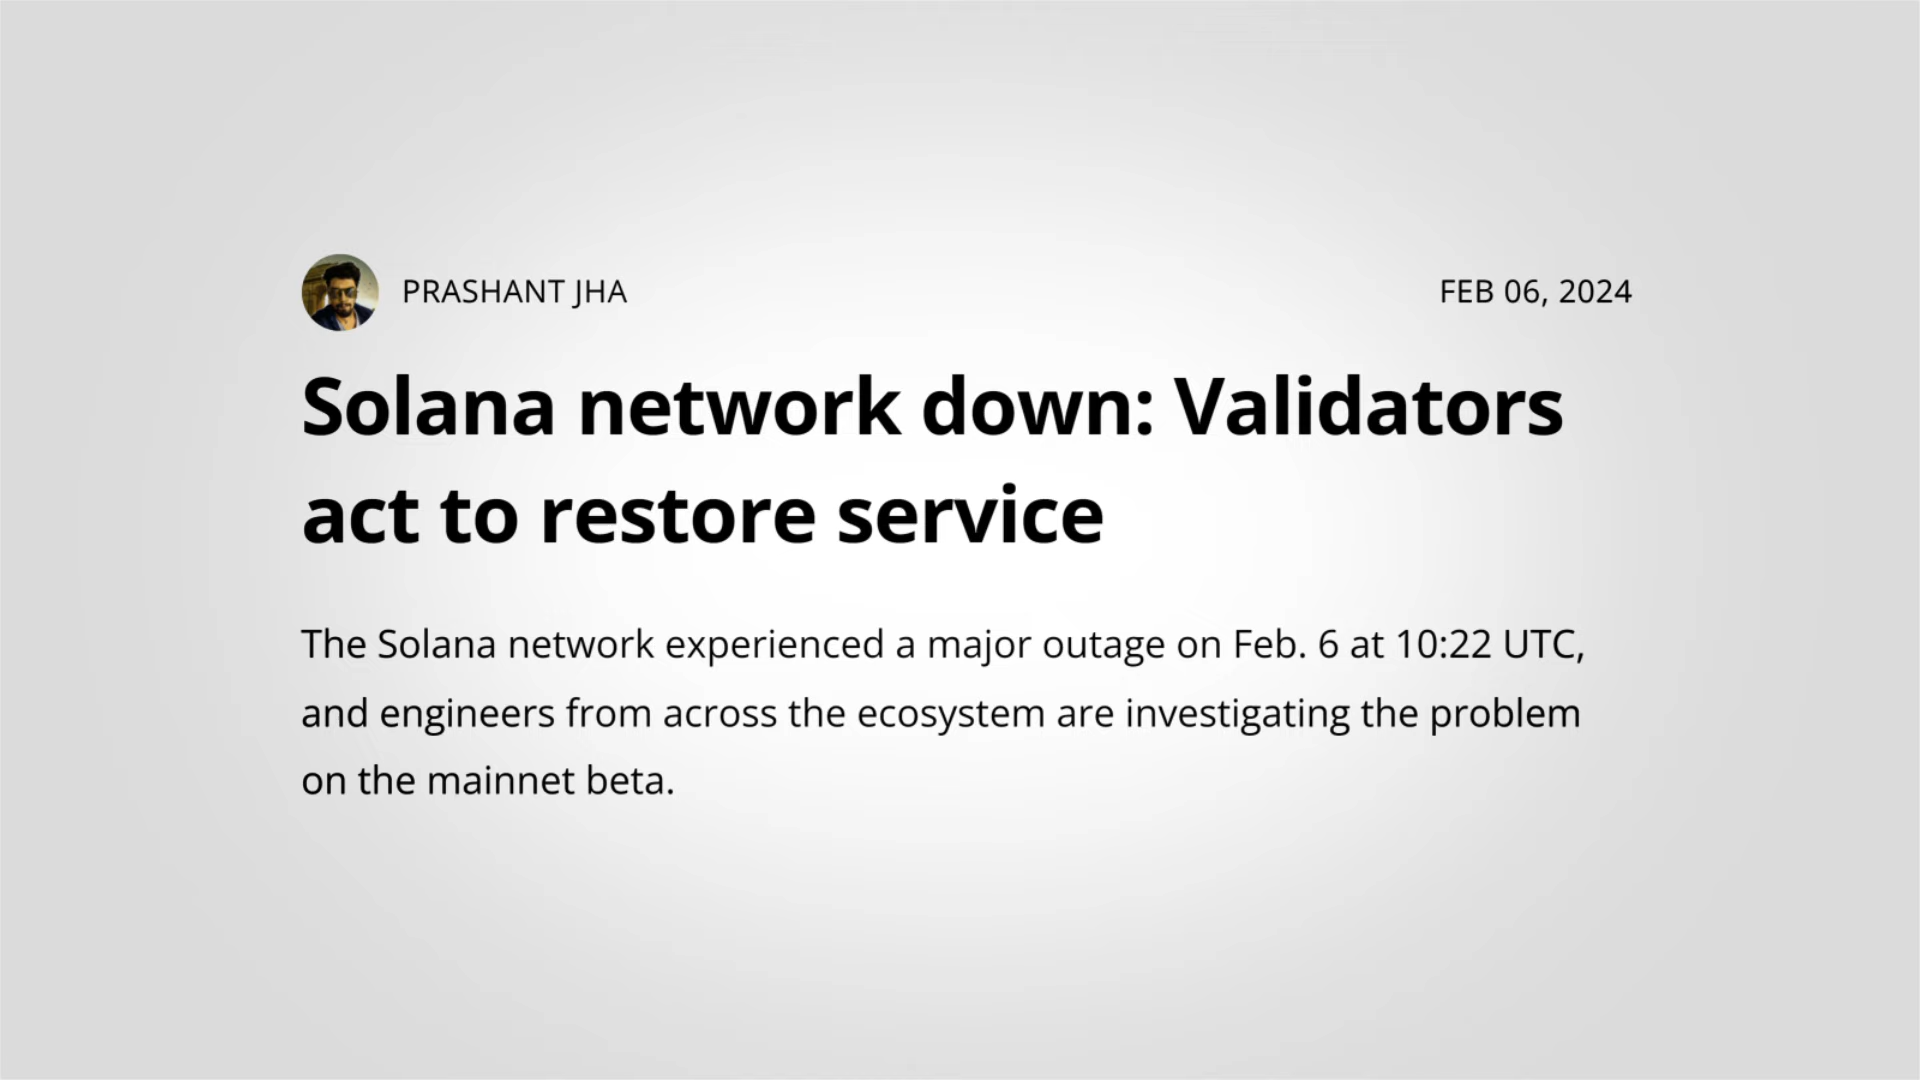 PRASHANT JHA
FEB 06, 2024
Solana network down: Validators
act to restore service
The Solana network experienced a major outage on Feb. 6 at 10:22 UTC,
and engineers from across the ecosystem are investigating the problem
on the mainnet beta.